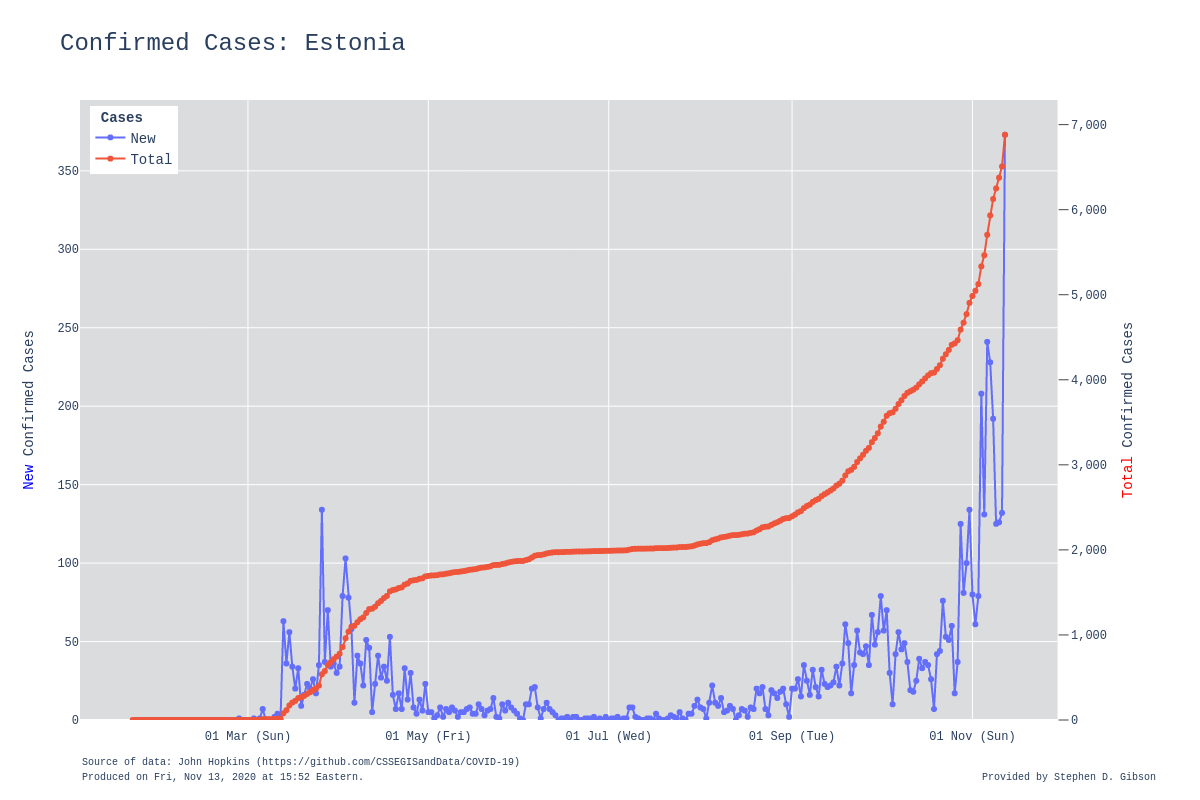 Confirmed Cases: Estonia
Cases
New
Total
350
300
250
200
150
100
50
0
7,000
6,000
5,000
4,000
3,000
2,000
1,000
0
New Confirmed Cases
Total Confirmed Cases
01 Mar (Sun)
01 May (Fri)
01 Jul (Wed)
01 Sep (Tue)
01 Nov (Sun)
Source of data: John Hopkins (https://github.com/CSSEGISandData/COVID-19)
Produced on Fri, Nov 13, 2020 at 15:52 Eastern.
Provided by Stephen D. Gibson